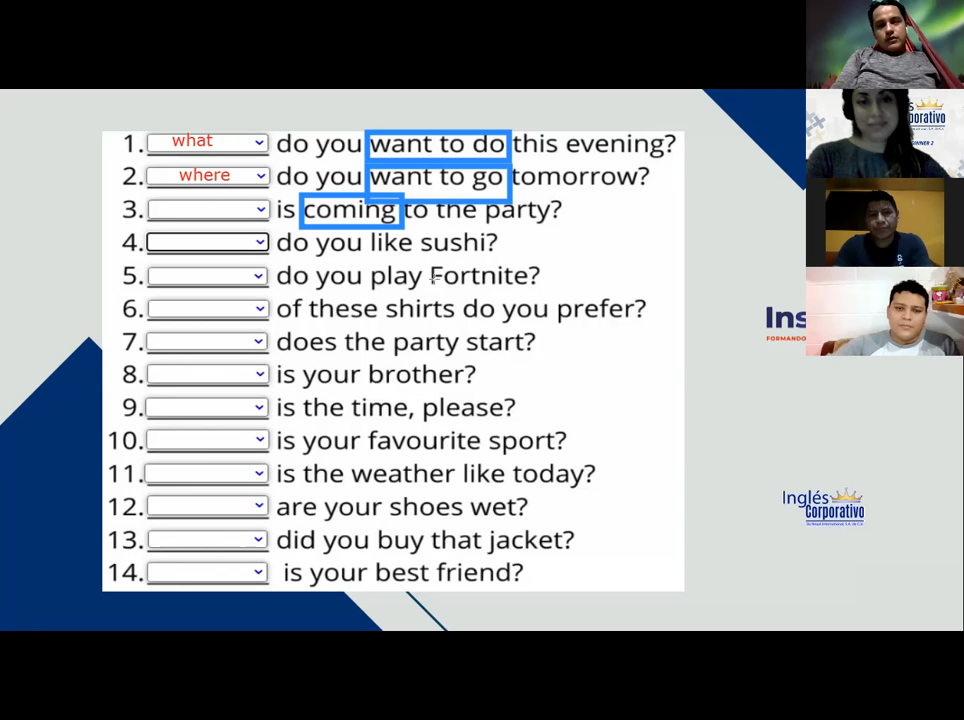 1. what do you want to do this evening?
2. where do you want to go tomorrow?
3. is coming to the party?
4. do you like sushi?
5. do you play Fortnite?
6. of these shirts do you prefer?
7. does the party start?
8. is your brother?
9. is the time, please?
10. is your favourite sport?
11. is the weather like today?
12. are your shoes wet?
13. did you buy that jacket?
14. is your best friend?
Ins
FORMANDO
Inglés
Corporativo